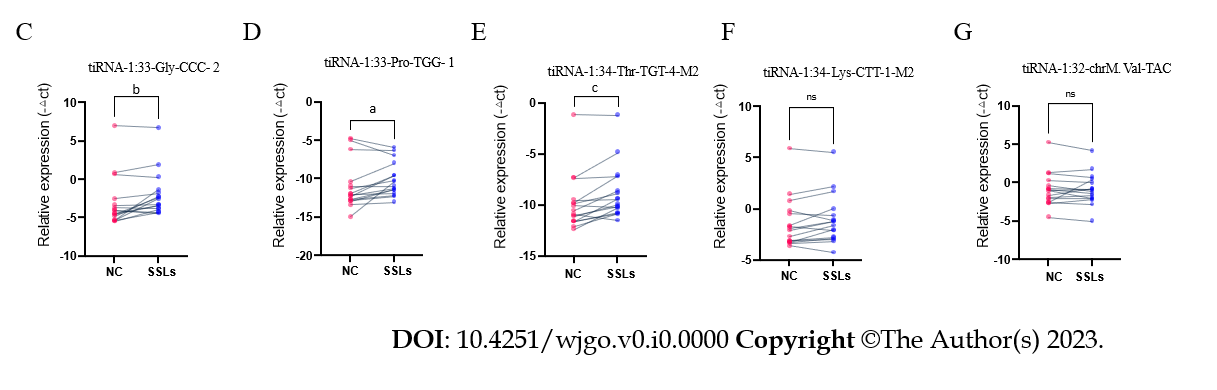 C
tiRNA-1:33-Gly-CCC- 2
Relative expression (-△ct)
b
10
5
0
-5
-10
NC SSLs
D
tiRNA-1:33-Pro-TGG- 1
Relative expression (-△ct)
a
0
-5
-10
-15
-20
NC SSLs
E
tiRNA-1:34-Thr-TGT-4-M2
Relative expression (-△ct)
c
0
-5
-10
-15
NC SSLs
F
tiRNA-1:34-Lys-CTT-1-M2
Relative expression (-△ct)
ns
10
5
0
-5
NC SSLs
G
tiRNA-1:32-chrM. Val-TAC
Relative expression (-△ct)
ns
10
5
0
-5
-10
NC SSLs
DOI: 10.4251/wjgo.v0.i0.0000 Copyright ©The Author(s) 2023.